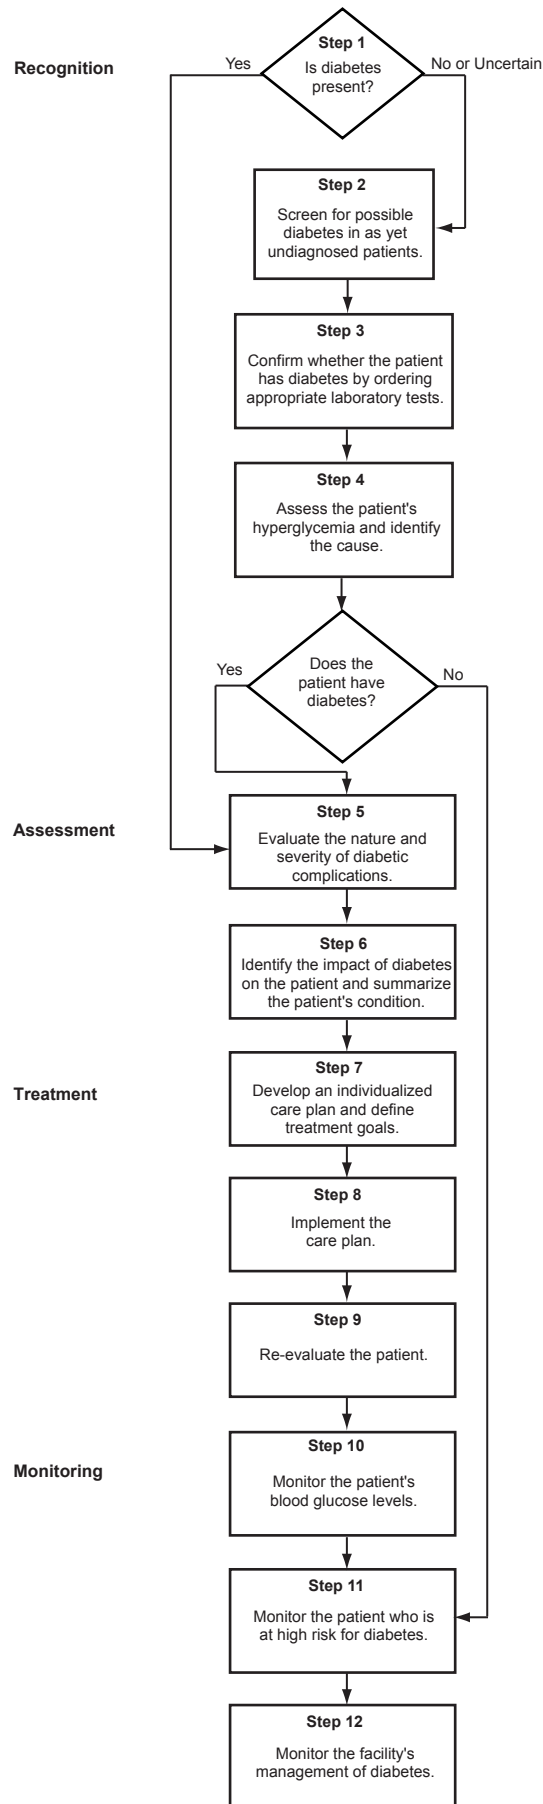 Step 1
Recognition
Yes
Is diabetes
present?
No or Uncertain
Step 2
Screen for possible
diabetes in as yet
undiagnosed patients.
Step 3
Confirm whether the patient
has diabetes by ordering
appropriate laboratory tests.
Step 4
Assess the patient's
hyperglycemia and identify
the cause.
Yes
Does the
patient have
diabetes?
No
Assessment
Step 5
Evaluate the nature and
severity of diabetic
complications.
Step 6
Identify the impact of diabetes
on the patient and summarize
the patient's condition.
Treatment
Step 7
Develop an individualized
care plan and define
treatment goals.
Step 8
Implement the
care plan.
Step 9
Re-evaluate the patient.
Monitoring
Step 10
Monitor the patient's
blood glucose levels.
Step 11
Monitor the patient who is
at high risk for diabetes.
Step 12
Monitor the facility's
management of diabetes.